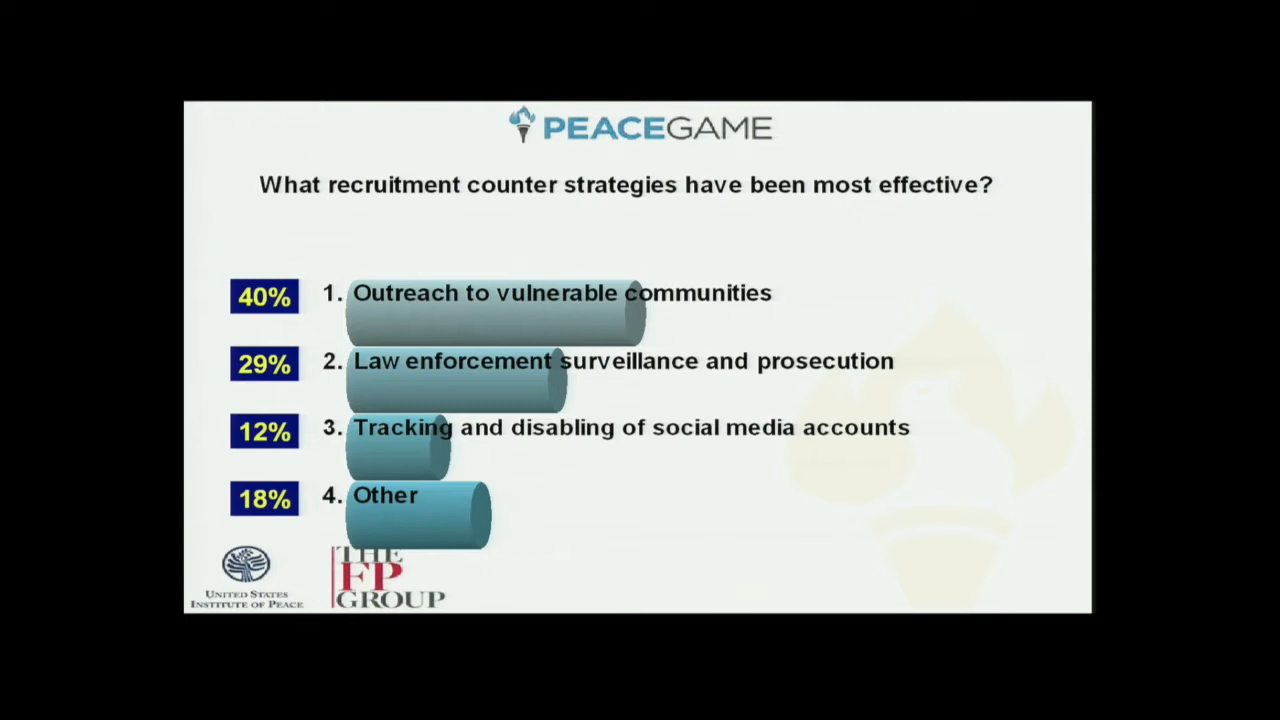 PEACEGAME
What recruitment counter strategies have been most effective?
40% 1. Outreach to vulnerable communities
29% 2. Law enforcement surveillance and prosecution
12% 3. Tracking and disabling of social media accounts
18% 4. Other
UNITED STATES
INSTITUTE OF PEACE
THE
FP
GROUP